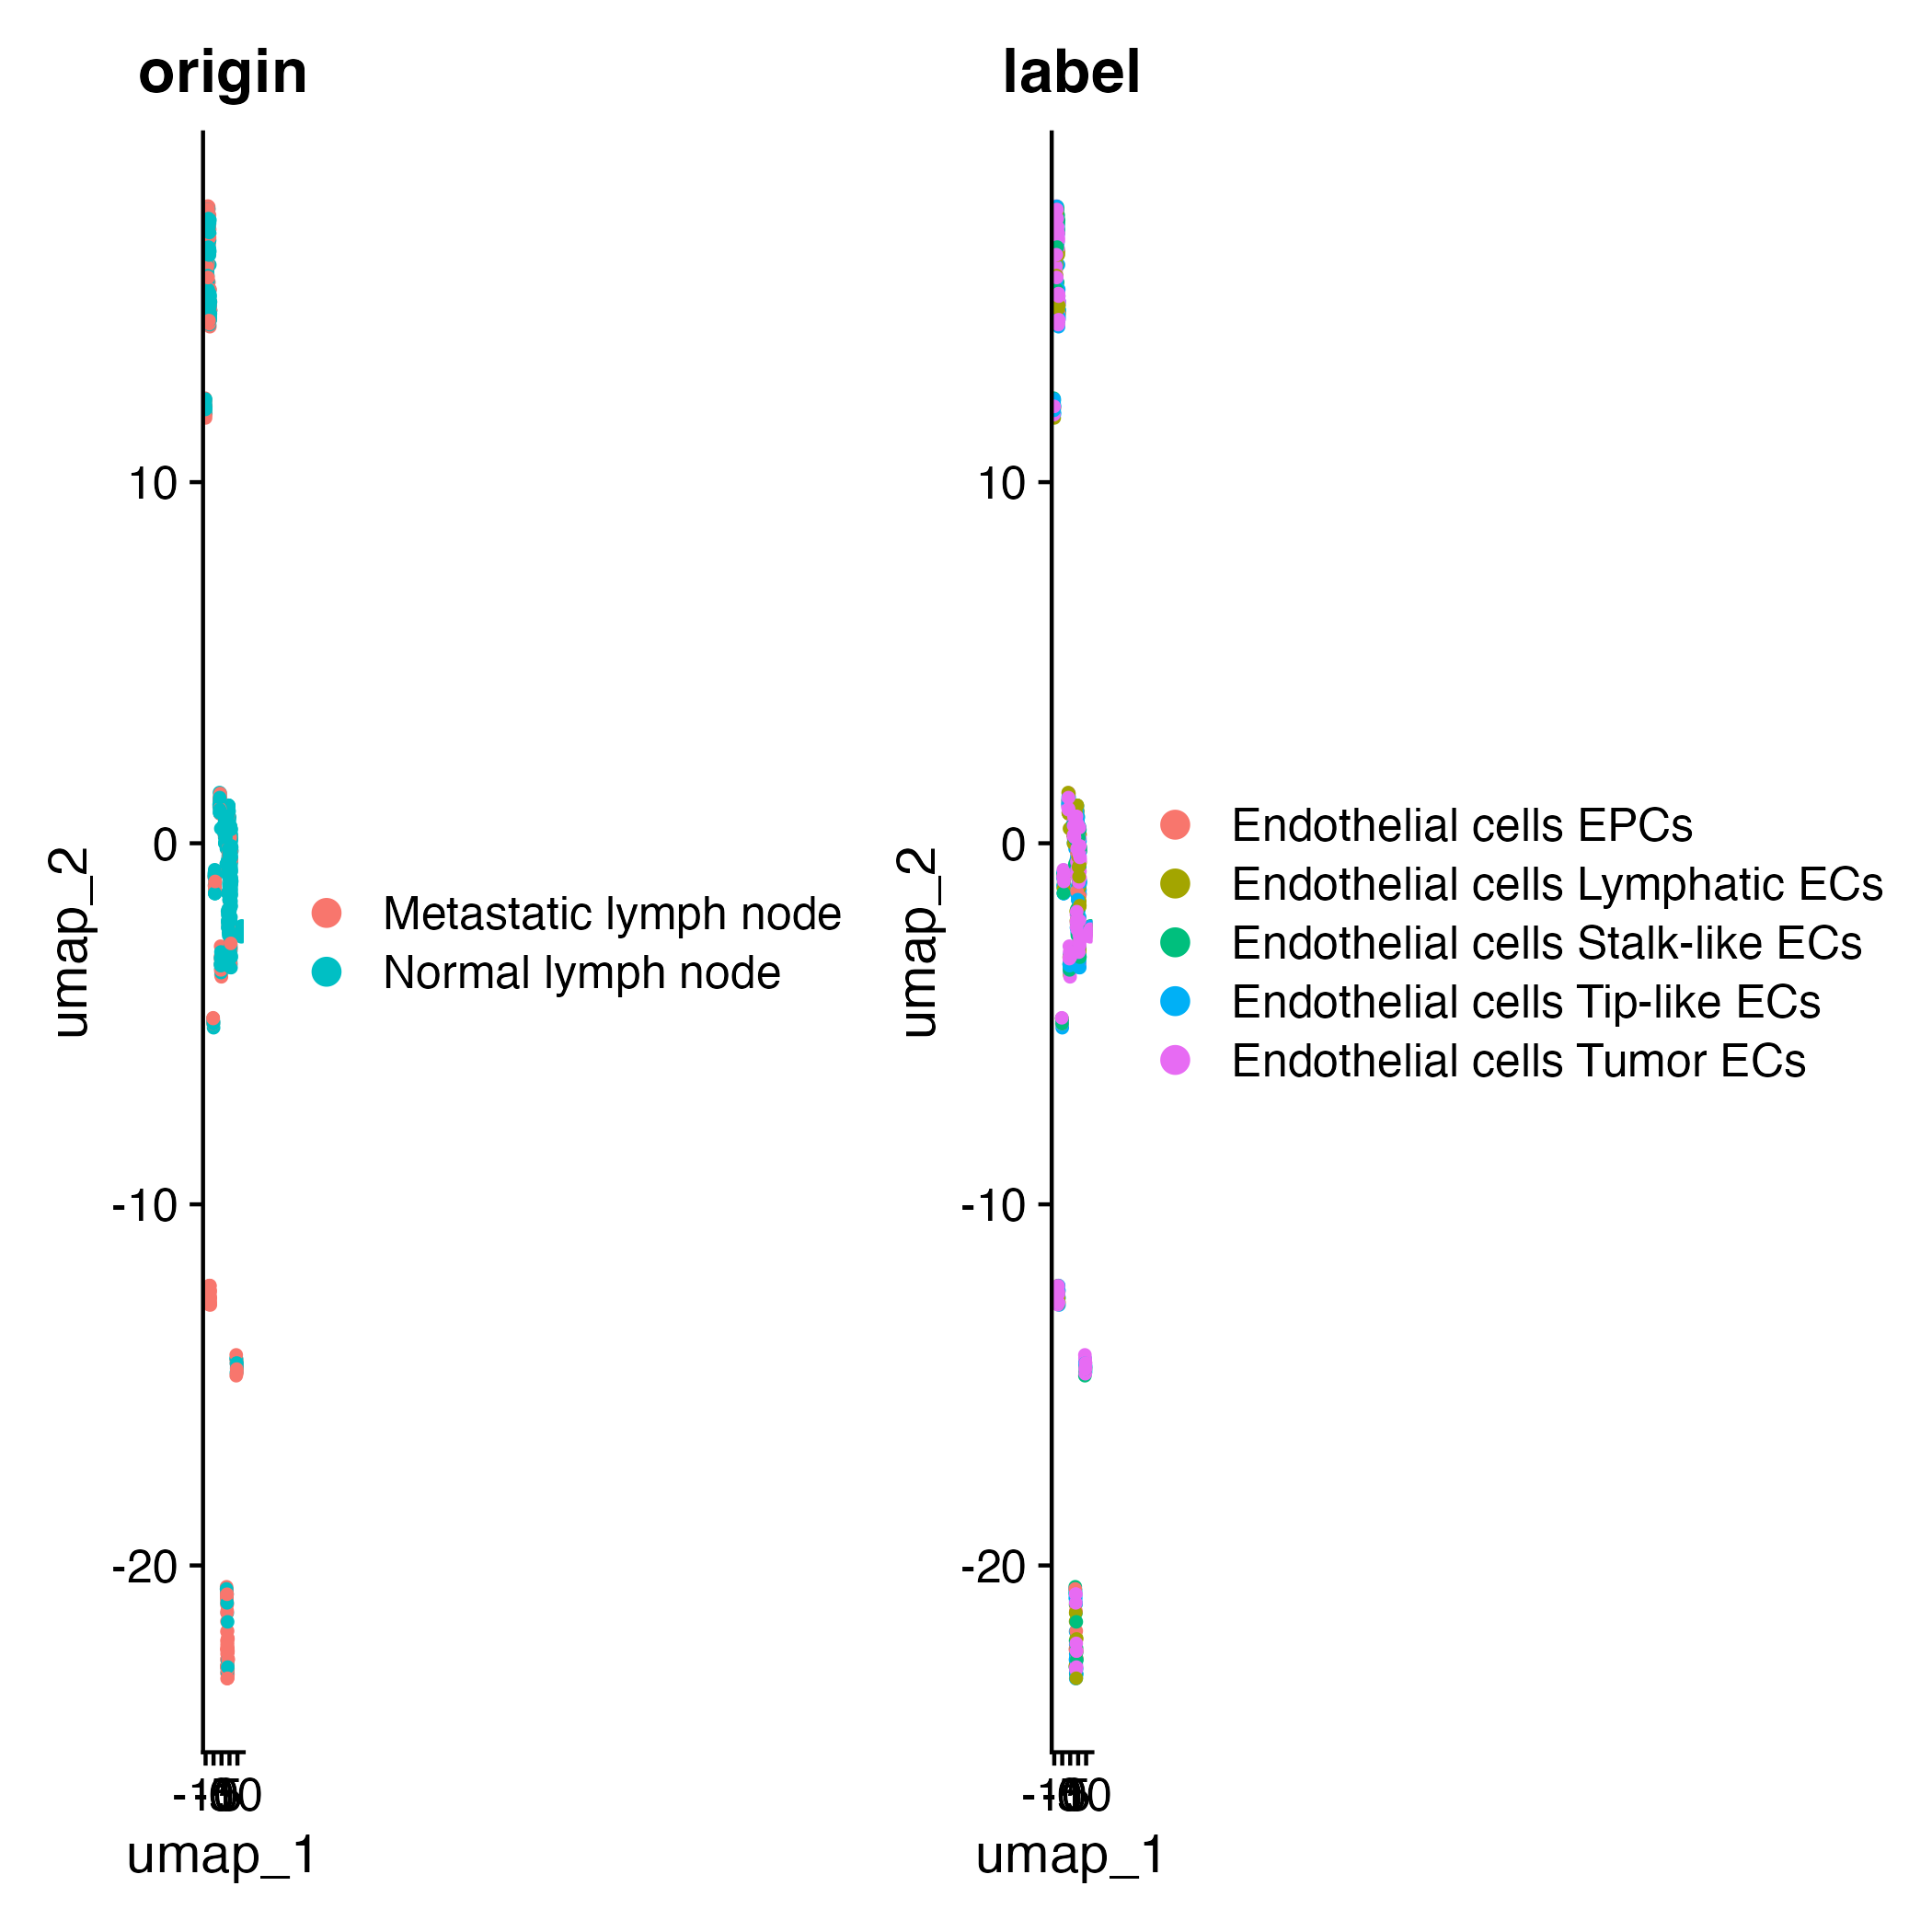 origin
label
10
0
-10
-20
umap_2
Metastatic lymph node
Normal lymph node
umap_1
10
0
-10
-20
umap_2
Endothelial cells EPCs
Endothelial cells Lymphatic ECs
Endothelial cells Stalk-like ECs
Endothelial cells Tip-like ECs
Endothelial cells Tumor ECs
umap_1